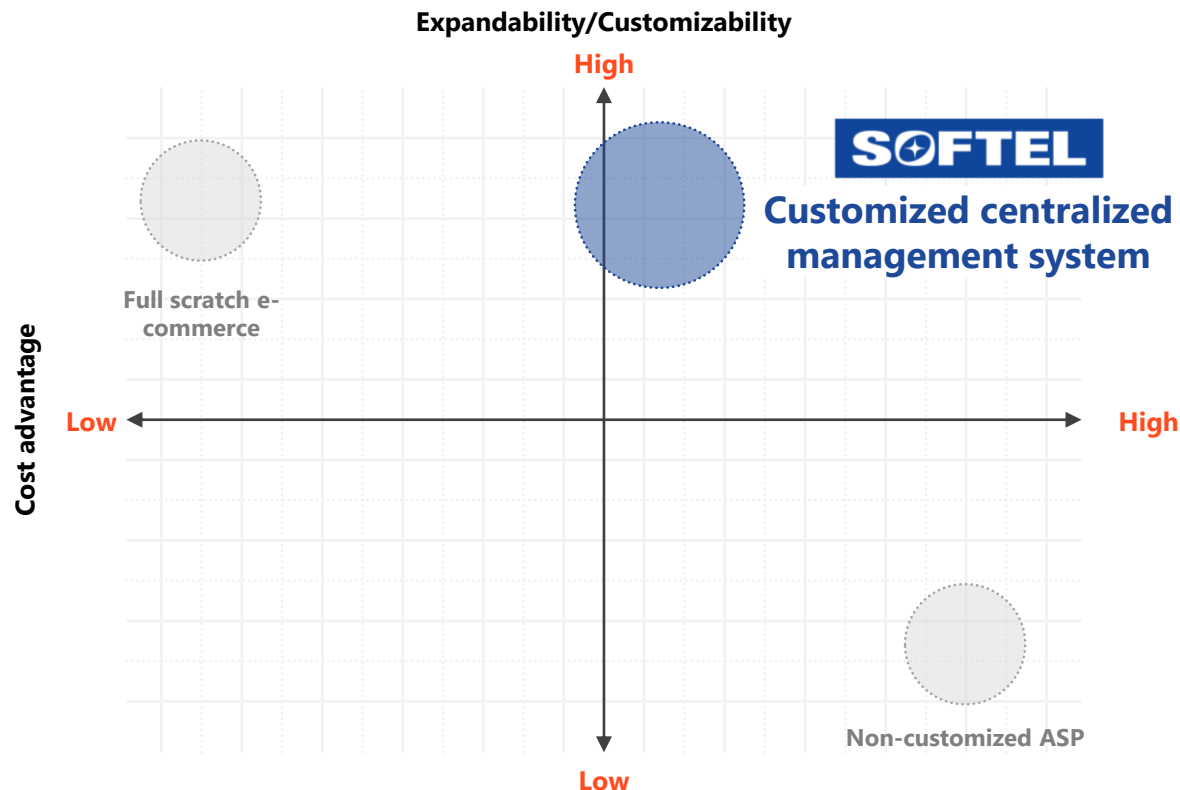 Expandability/Customizability
High
SOFTEL
Customized centralized
management system
Full scratch e-
commerce
Cost advantage
Low
High
Non-customized ASP
Low